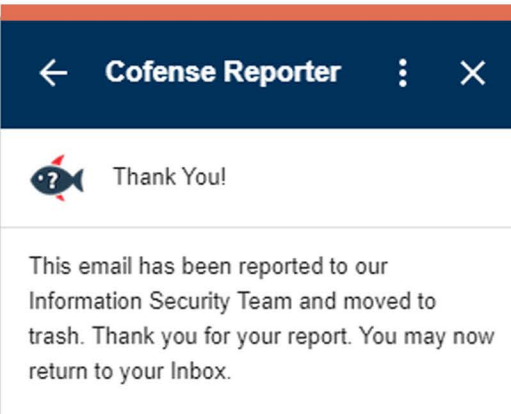 Cofense Reporter
?
Thank You!
This email has been reported to our
Information Security Team and moved to
trash. Thank you for your report. You may now
return to your Inbox.